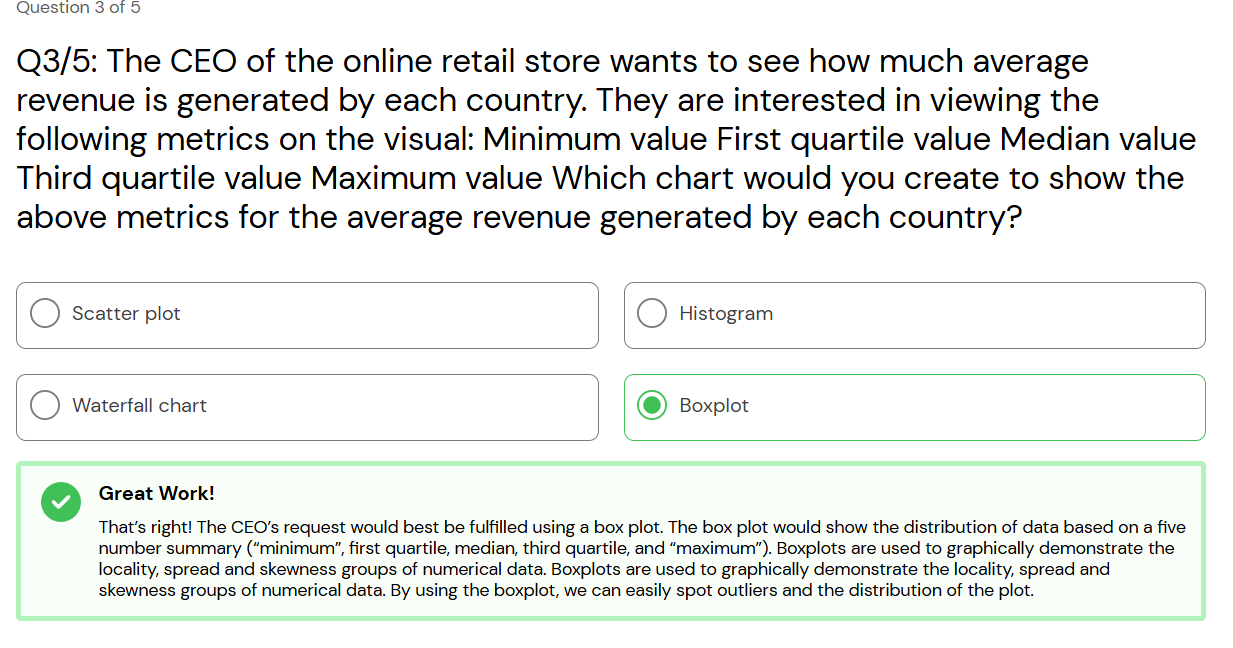 Question 3 of 5
Q3/5: The CEO of the online retail store wants to see how much average
revenue is generated by each country. They are interested in viewing the
following metrics on the visual: Minimum value First quartile value Median value
Third quartile value Maximum value Which chart would you create to show the
above metrics for the average revenue generated by each country?
Scatter plot
Histogram
Waterfall chart
Boxplot
Great Work!
That's right! The CEO's request would best be fulfilled using a box plot. The box plot would show the distribution of data based on a five
number summary (“minimum”, first quartile, median, third quartile, and “maximum”). Boxplots are used to graphically demonstrate the
locality, spread and skewness groups of numerical data. Boxplots are used to graphically demonstrate the locality, spread and
skewness groups of numerical data. By using the boxplot, we can easily spot outliers and the distribution of the plot.